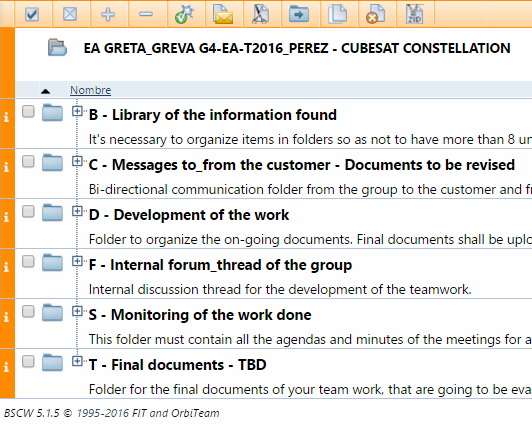 ZIP
EA GRETA_GREVA G4-EA-T2016_PEREZ - CUBESAT CONSTELLATION
Nombre
B - Library of the information found
It's necessary to organize items in folders so as not to have more than 8 un
C - Messages to_from the customer - Documents to be revised
Bi-directional communication folder from the group to the customer and fr
D - Development of the work
Folder to organize the on-going documents. Final documents shall be uplo
F - Internal forum_thread of the group
Internal discussion thread for the development of the teamwork.
S - Monitoring of the work done
This folder must contain all the agendas and minutes of the meetings for a
T - Final documents - TBD
Folder for the final documents of your team work, that are going to be eva
BSCW 5.1.5 © 1995-2016 FIT and OrbiTeam